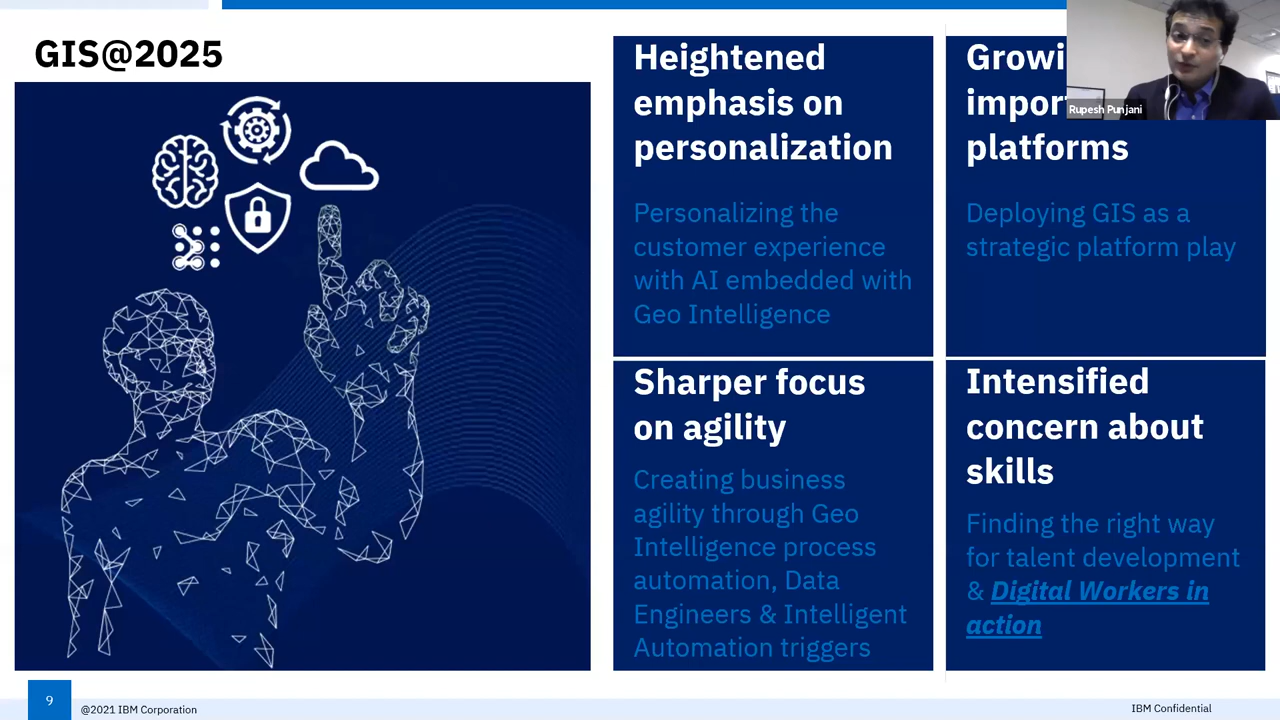 GIS@2025
Heightened
emphasis on
personalization
Personalizing the
customer experience
with AI embedded with
Geo Intelligence
platforms
Deploying GIS as a
strategic platform play
Rupesh Punjani
Sharper focus
on agility
Creating business
agility through Geo
Intelligence process
automation, Data
Engineers & Intelligent
Automation triggers
Intensified
concern about
skills
Finding the right way
for talent development
& Digital Workers in
action
9
@2021 IBM Corporation
IBM Confidential